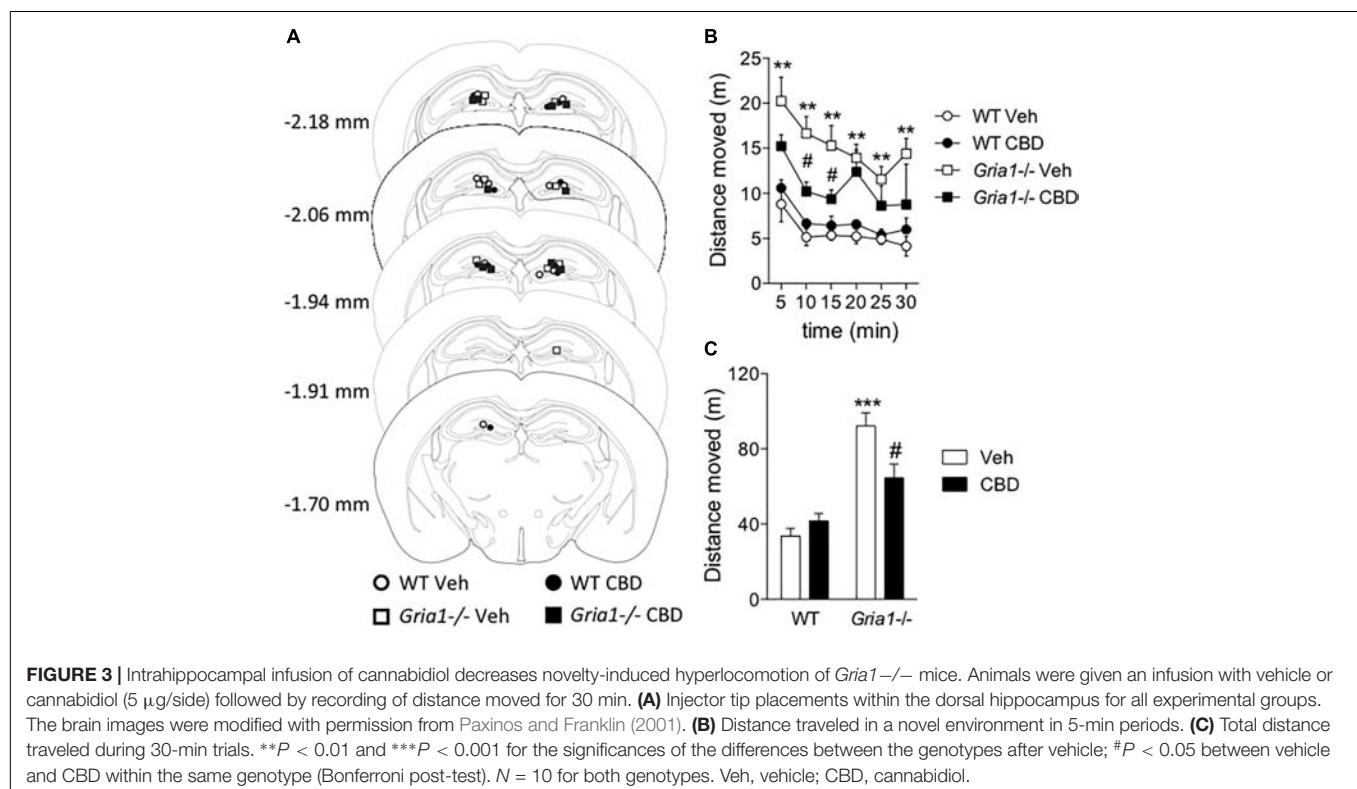 A
-2.18 mm
-2.06 mm
-1.94 mm
-1.91 mm
-1.70 mm
WT Veh
WT CBD
Gria1-/- Veh
Gria1-/- CBD
B
Distance moved (m)
25
20
15
10
5
0
** ** ** ** ** **
# #
5 10 15 20 25 30
time (min)
WT Veh
WT CBD
Gria1-/- Veh
Gria1-/- CBD
C
Distance moved (m)
120
80
40
0
***
#
WT Gria1-/-
Veh
CBD
FIGURE 3 | Intrahippocampal infusion of cannabidiol decreases novelty-induced hyperlocomotion of Gria1−/− mice. Animals were given an infusion with vehicle or
cannabidiol (5 μg/side) followed by recording of distance moved for 30 min. (A) Injector tip placements within the dorsal hippocampus for all experimental groups.
The brain images were modified with permission from Paxinos and Franklin (2001). (B) Distance traveled in a novel environment in 5-min periods. (C) Total distance
traveled during 30-min trials. **P < 0.01 and ***P < 0.001 for the significances of the differences between the genotypes after vehicle; #P < 0.05 between vehicle
and CBD within the same genotype (Bonferroni post-test). N = 10 for both genotypes. Veh, vehicle; CBD, cannabidiol.